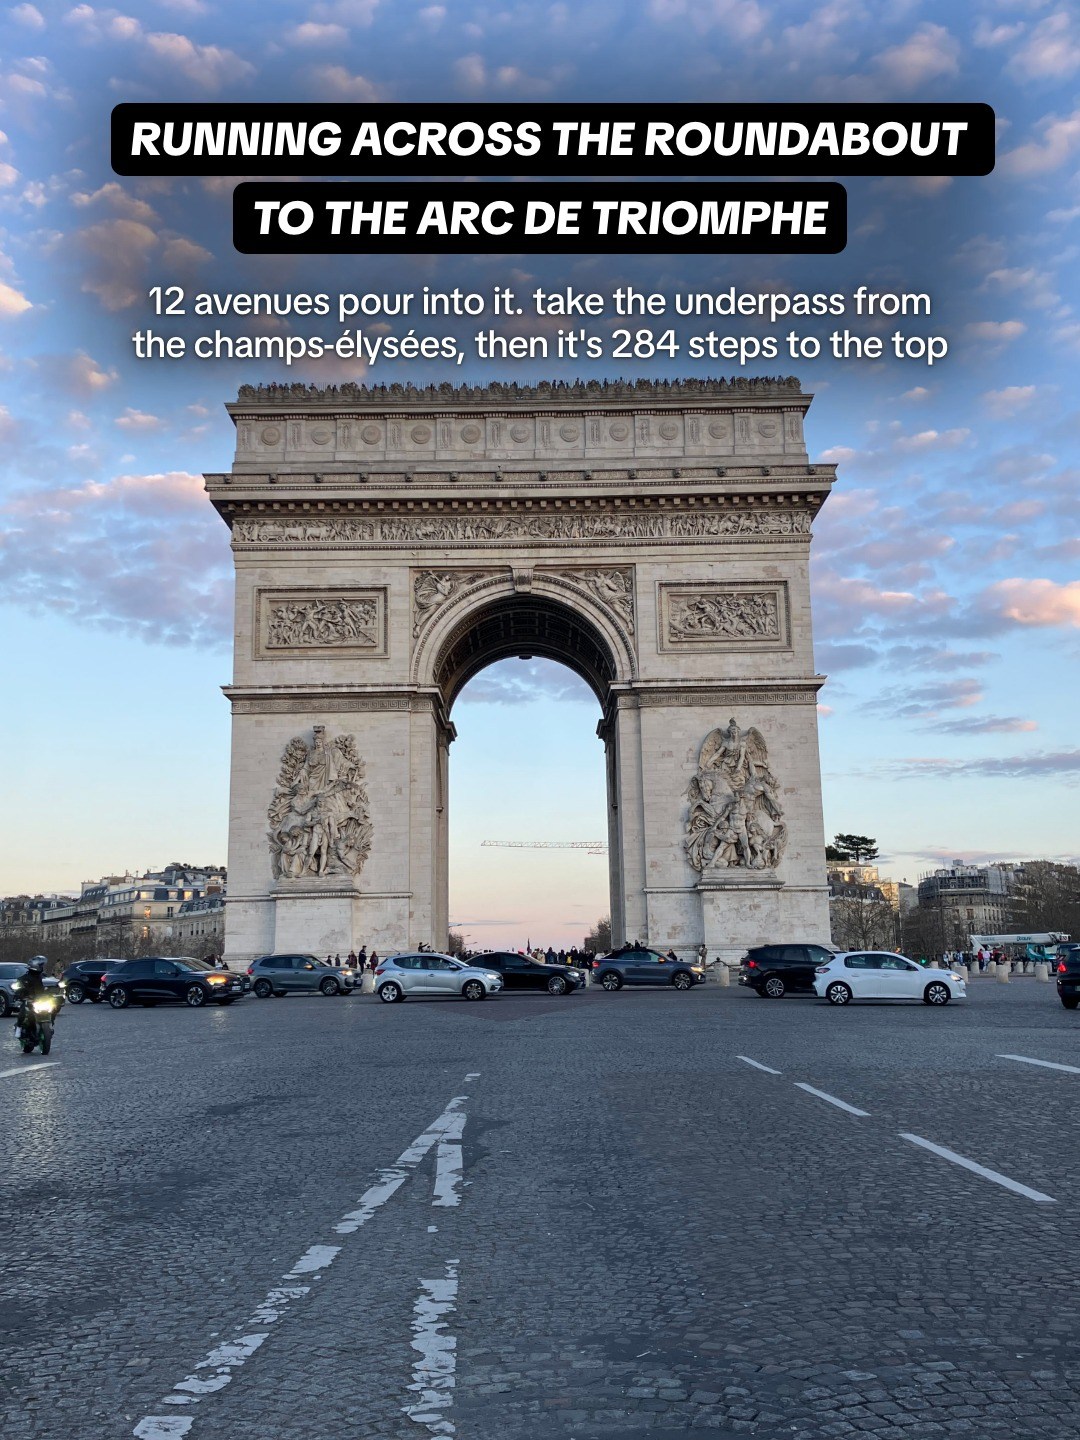 RUNNING ACROSS THE ROUNDABOUT
TO THE ARC DE TRIOMPHE
12 avenues pour into it. take the underpass from
the champs-élysées, then it's 284 steps to the top